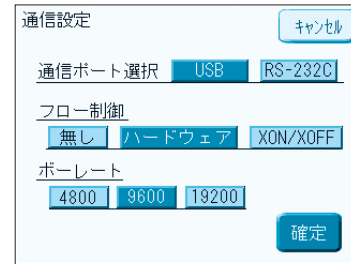 通信設定 ｷｬﾝｾﾙ
通信ポート選択 USB RS-232C
フロー制御
無し ハードウェア XON/XOFF
ボーレート
4800 9600 19200
確定